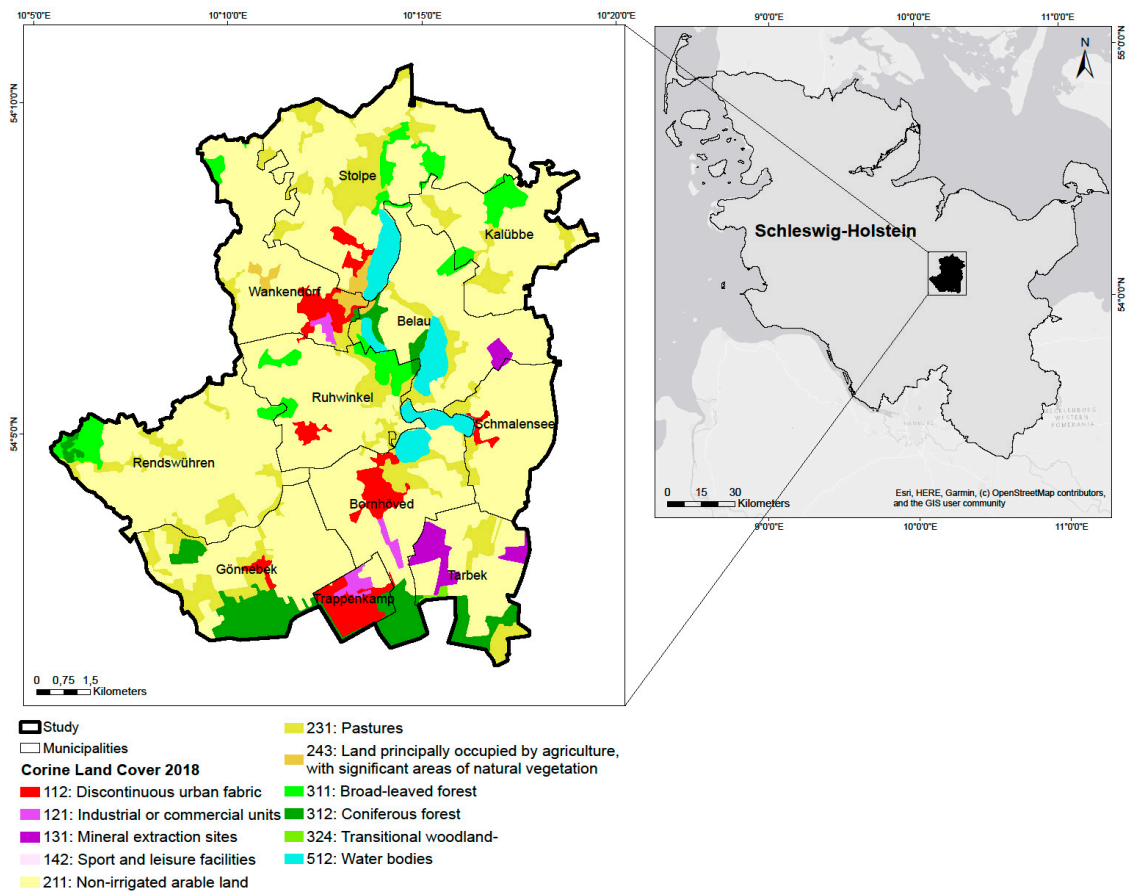 10°5'0"E 10°10'0"E 10°15'0"E 10°20'0"E
9°0'0"E 10°0'0"E 11°0'0"E
55°0'0"N
N
54°10'0"N
Stolpe
Kalübbe
Schleswig-Holstein
Wankendorf
54°0'0"N
Belau
Ruhwinkel
Schmalensee
MECKLENBURG
WESTERN
POMERANIA
HAMBURG
54°5'0"N
Rendswühren
Bornhöved
0 15 30
Kilometers
Esri, HERE, Garmin, (c) OpenStreetMap contributors,
and the GIS user community
9°0'0"E 10°0'0"E 11°0'0"E
Gönnebek
Tarbek
Trappenkamp
0 0,75 1,5
Kilometers
Study
Municipalities
Corine Land Cover 2018
112: Discontinuous urban fabric
121: Industrial or commercial units
131: Mineral extraction sites
142: Sport and leisure facilities
211: Non-irrigated arable land
231: Pastures
243: Land principally occupied by agriculture,
with significant areas of natural vegetation
311: Broad-leaved forest
312: Coniferous forest
324: Transitional woodland-
512: Water bodies